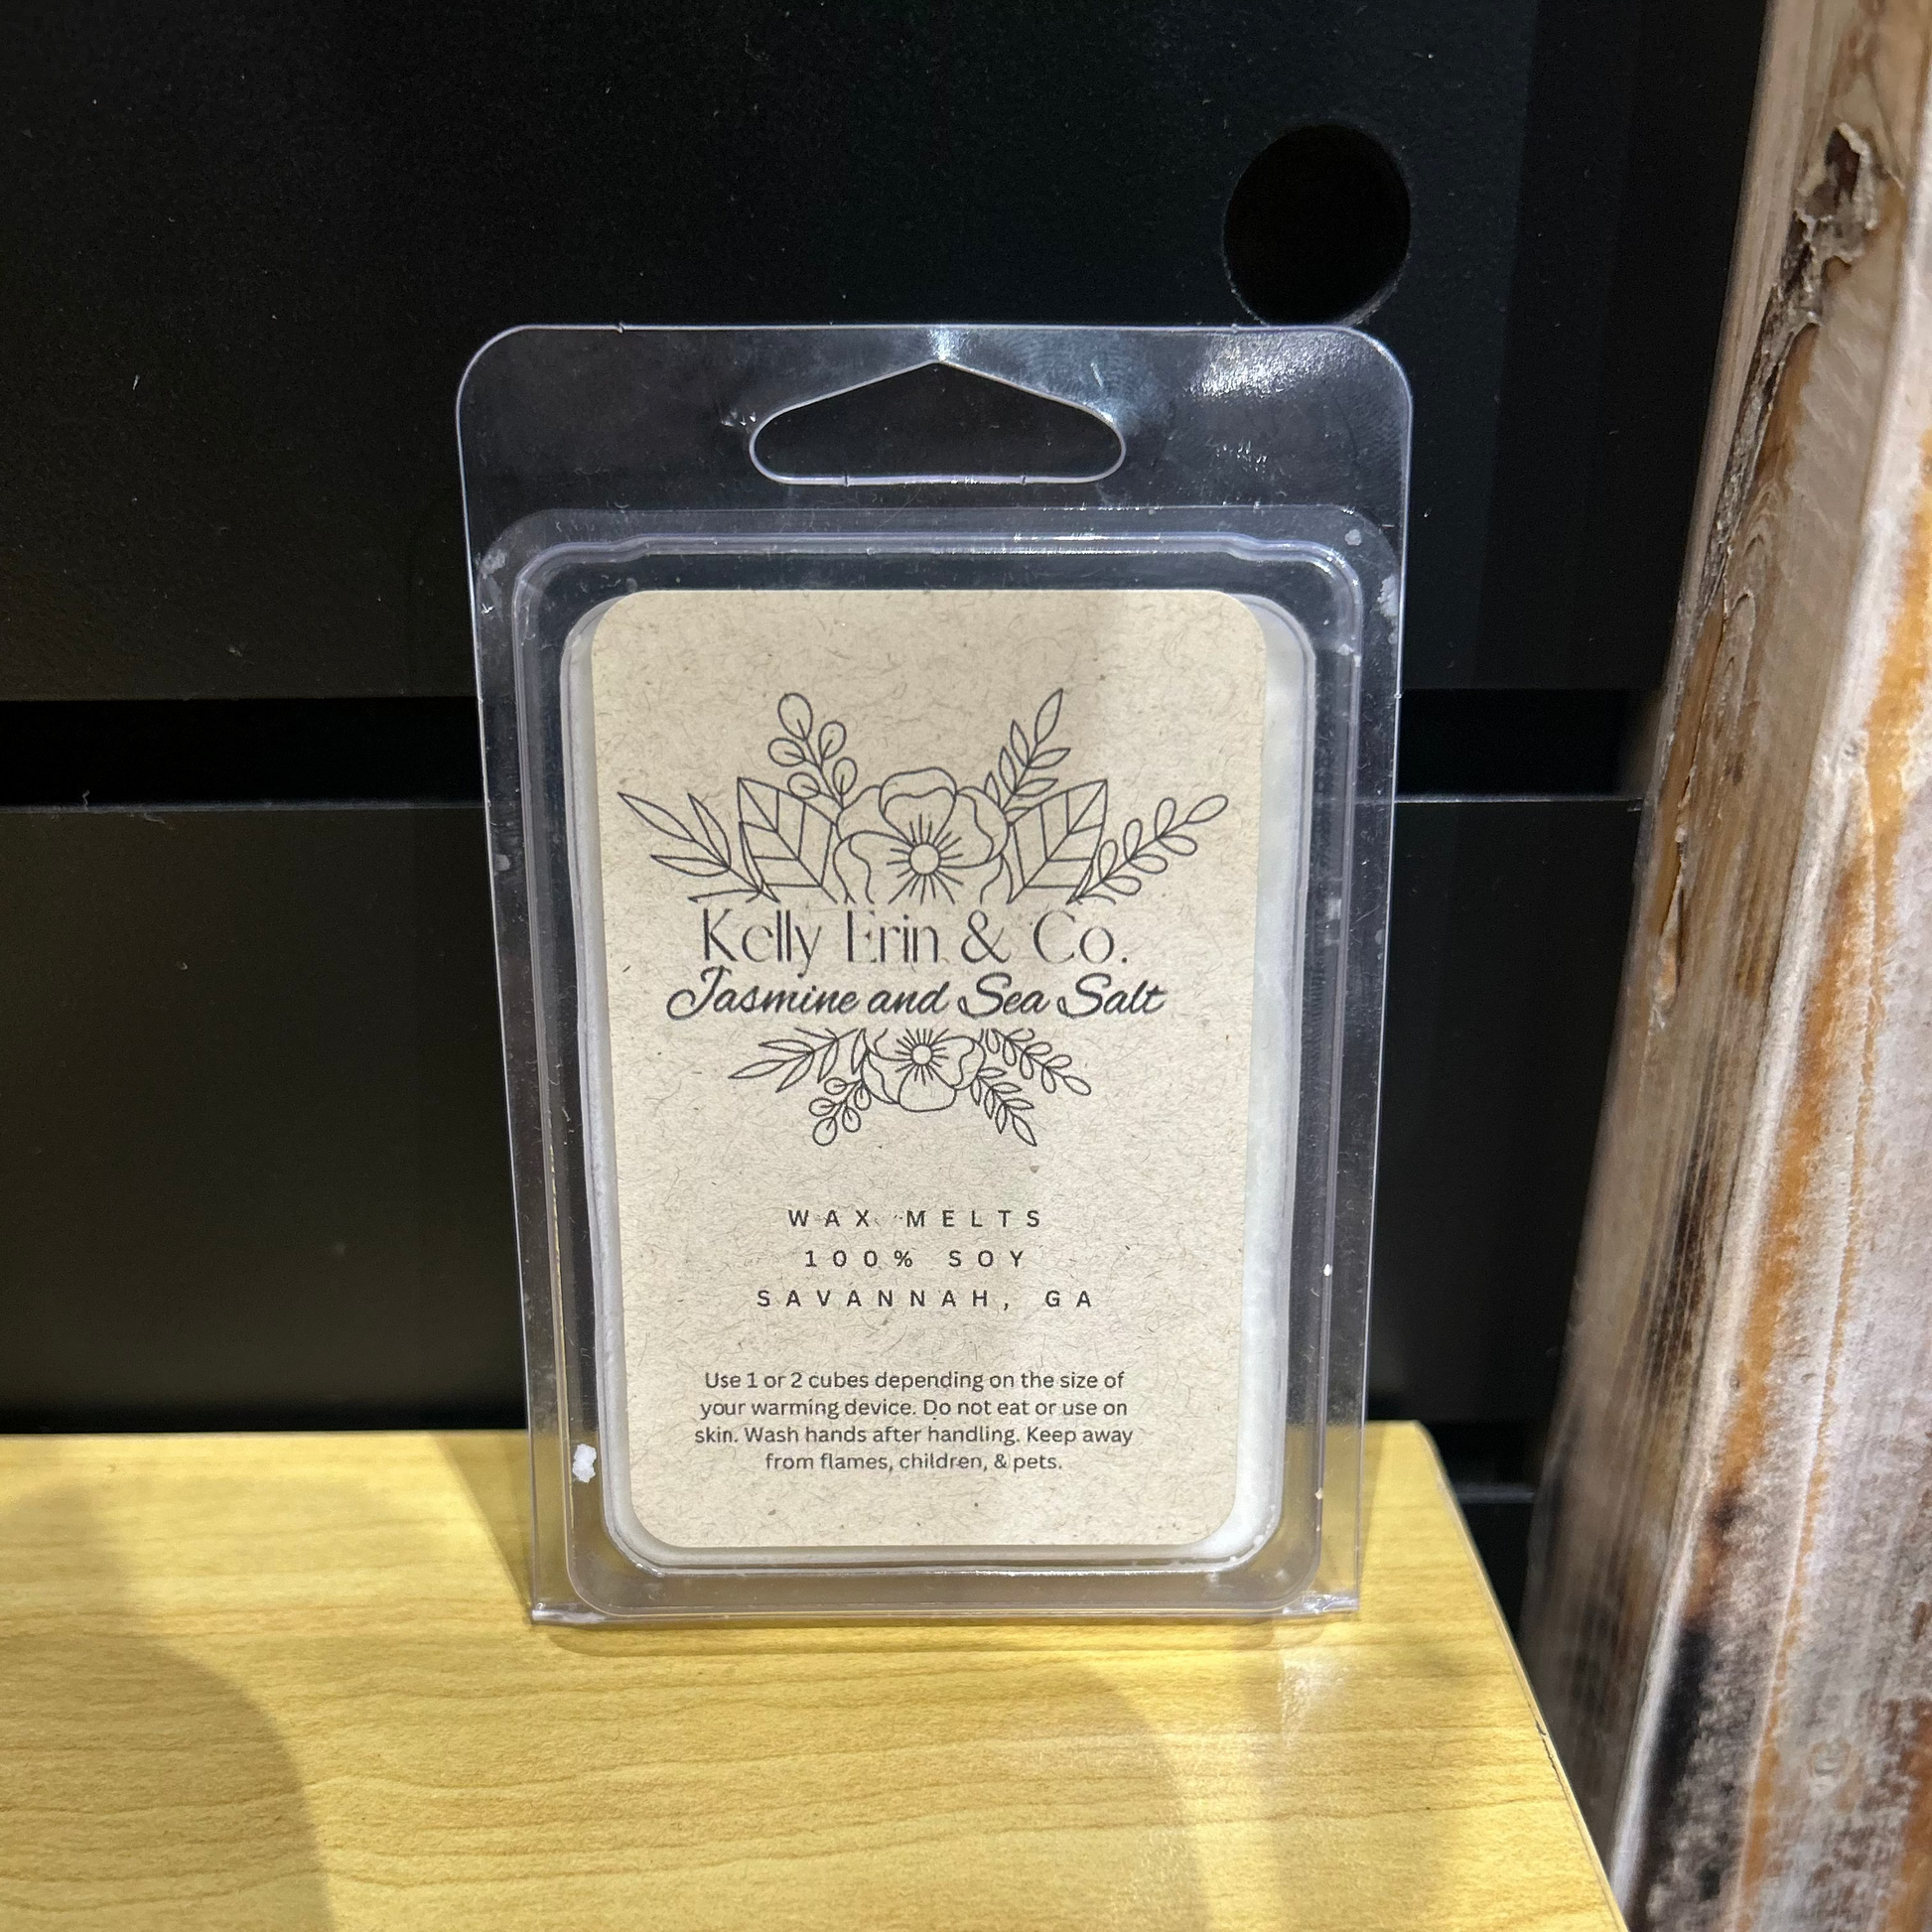 Kelly Erin & Co.
Jasmine and Sea Salt
WAX MELTS
100% SOY
SAVANNAH, GA
Use 1 or 2 cubes depending on the size of
your warming device. Do not eat or use on
skin. Wash hands after handling. Keep away
from flames, children, & pets.